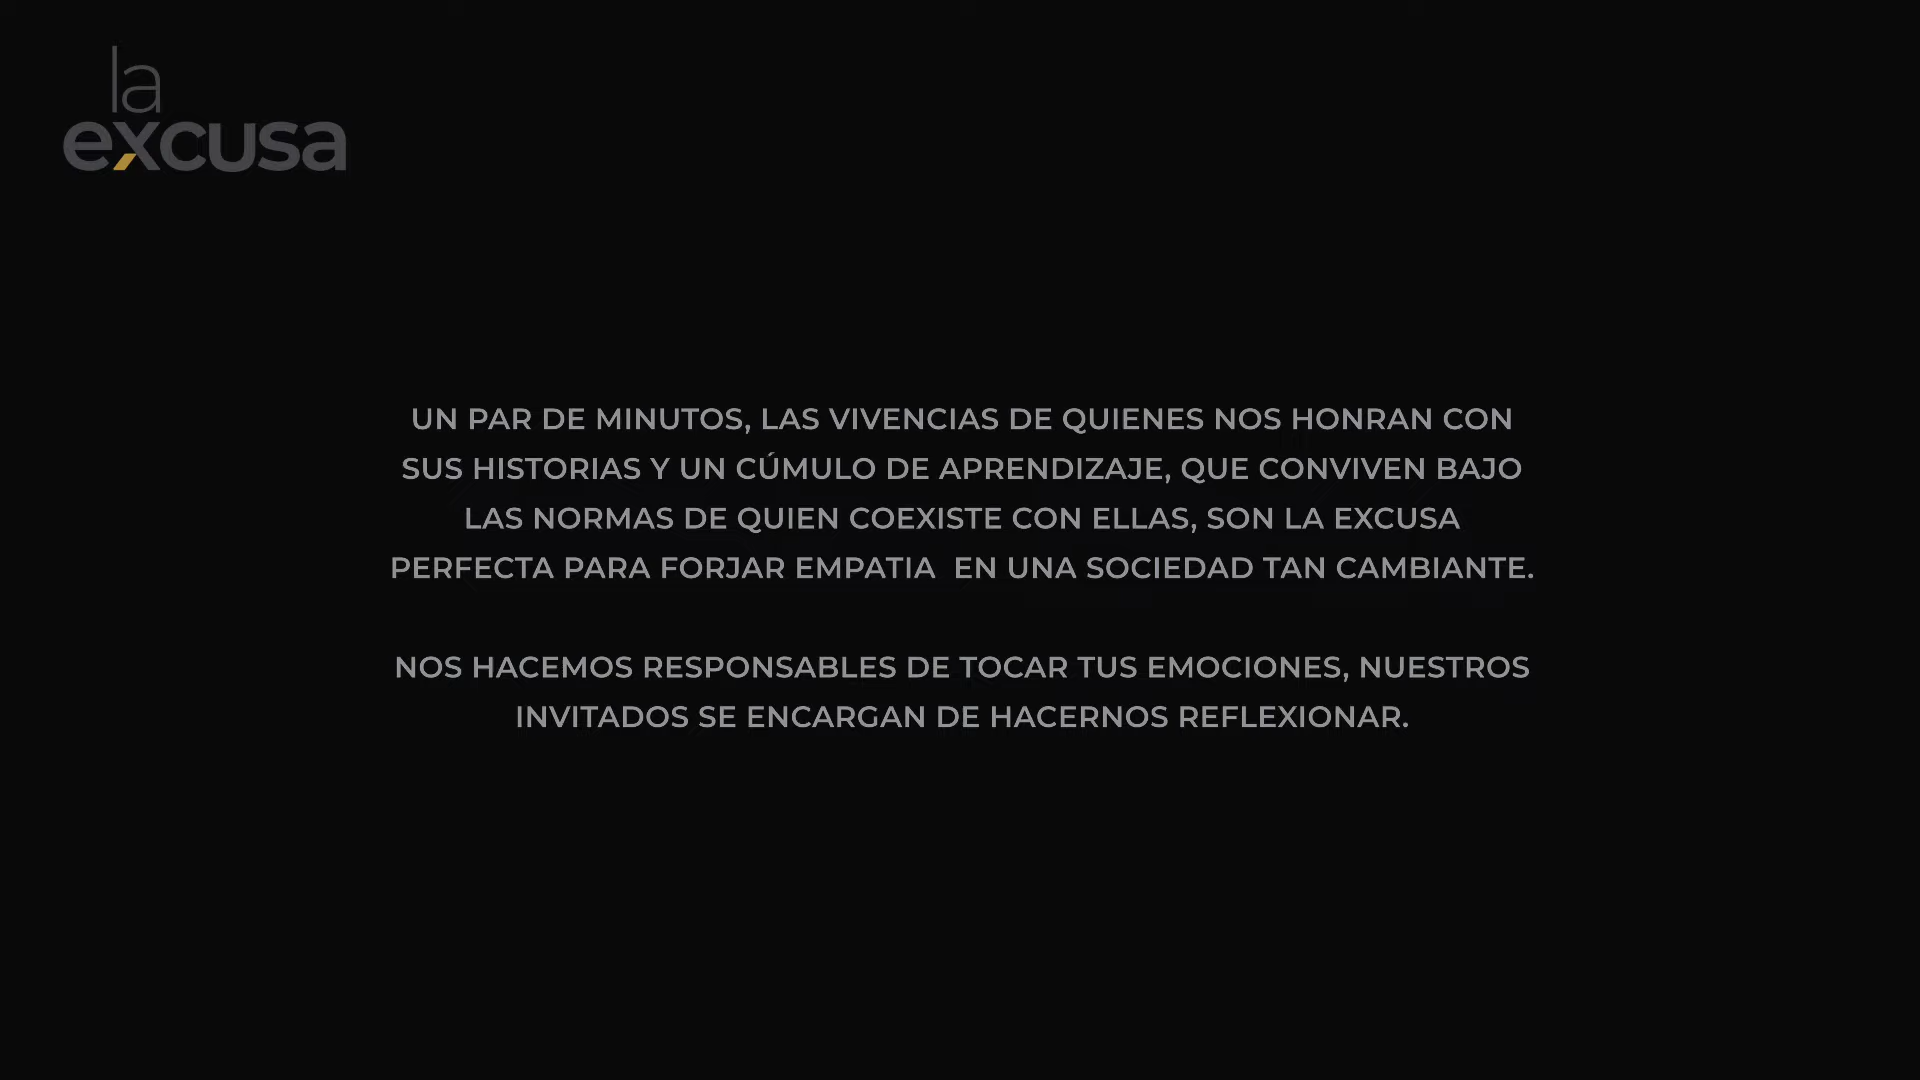 la
excusa
UN PAR DE MINUTOS, LAS VIVENCIAS DE QUIENES NOS HONRAN CON
SUS HISTORIAS Y UN CÚMULO DE APRENDIZAJE, QUE CONVIVEN BAJO
LAS NORMAS DE QUIEN COEXISTE CON ELLAS, SON LA EXCUSA
PERFECTA PARA FORJAR EMPATIA  EN UNA SOCIEDAD TAN CAMBIANTE.
NOS HACEMOS RESPONSABLES DE TOCAR TUS EMOCIONES, NUESTROS
INVITADOS SE ENCARGAN DE HACERNOS REFLEXIONAR.